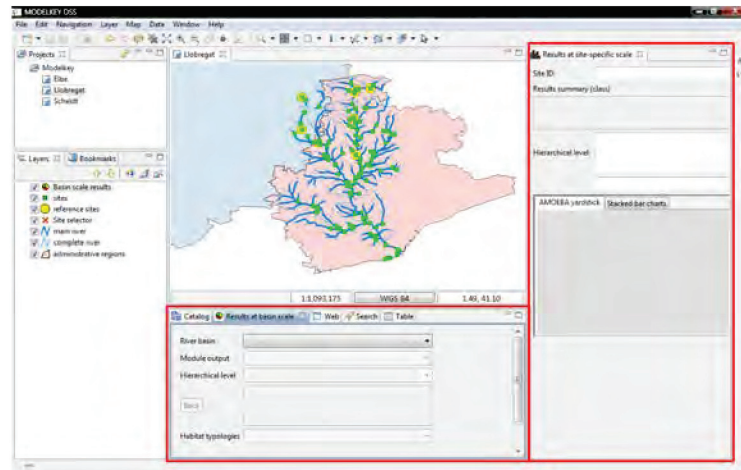 MODELKEY DSS
File Edit Navigation Layer Map Data Window Help
Projects
Modelkey
Elbe
Llobregat
Scheldt
Layers Bookmarks
Basin scale results
sites
reference sites
Site selector
main river
complete river
administrative regions
Llobregat
1:1,093,175 WGS 84 1.49, 41.10
Catalog Results at basin scale Web Search Table
River basin
Module output
Hierarchical level
Back
Habitat typologies
Results at site-specific scale
Site ID:
Results summary (class)
Hierarchical level:
AMOEBA yardstick Stacked bar charts